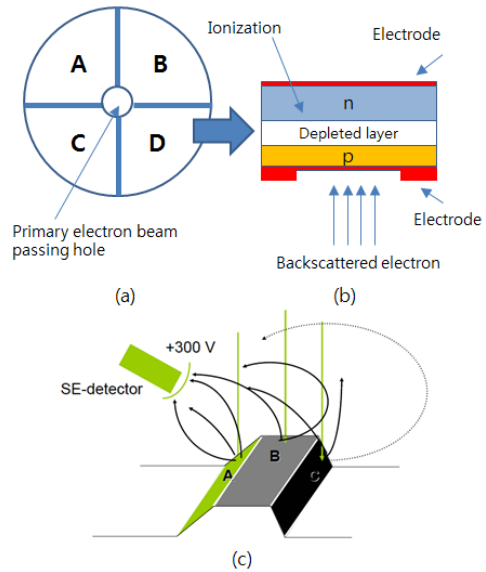 (a)
A
B
C
D
Primary electron beam
passing hole
Ionization
Electrode
n
Depleted layer
p
Electrode
Backscattered electron
(a)
(b)
+300 V
SE-detector
A
B
C
(c)